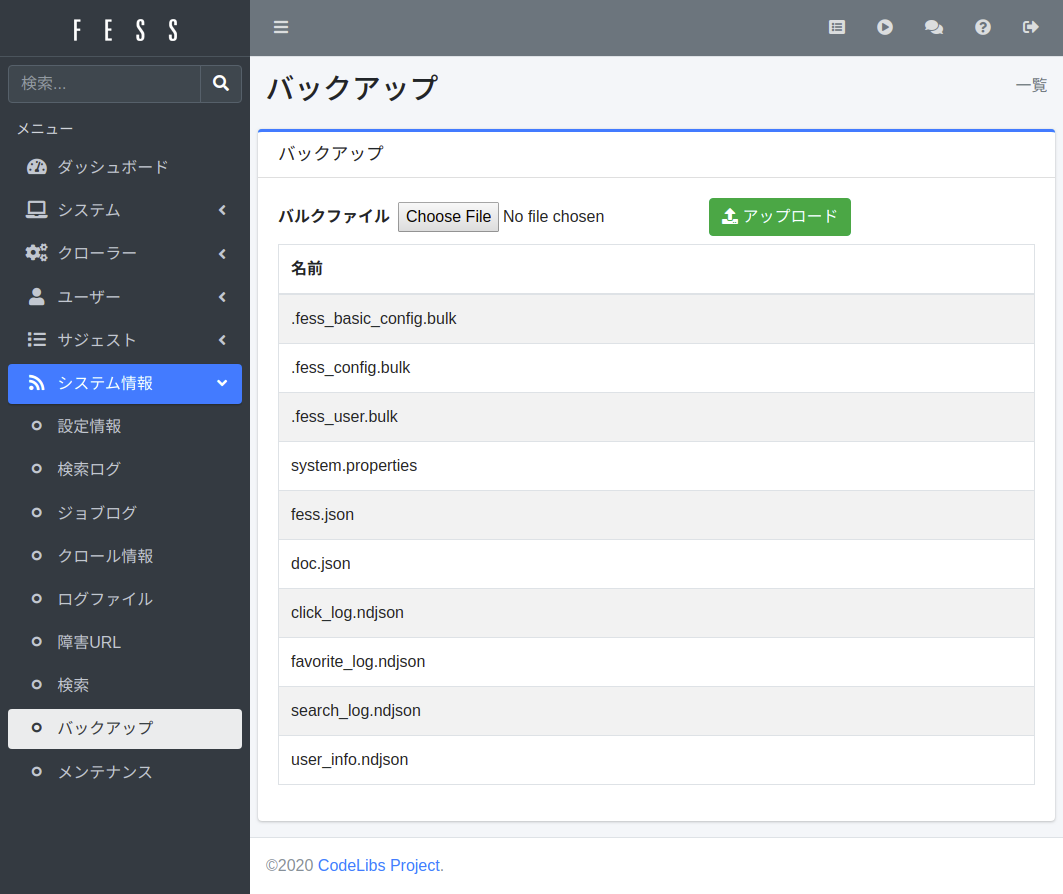 FESS
検索...
メニュー
ダッシュボード
システム
クローラー
ユーザー
サジェスト
システム情報
設定情報
検索ログ
ジョブログ
クロール情報
ログファイル
障害URL
検索
バックアップ
メンテナンス
バックアップ
一覧
バックアップ
バルクファイル Choose File No file chosen アップロード
名前
.fess_basic_config.bulk
.fess_config.bulk
.fess_user.bulk
system.properties
fess.json
doc.json
click_log.ndjson
favorite_log.ndjson
search_log.ndjson
user_info.ndjson
©2020 CodeLibs Project.